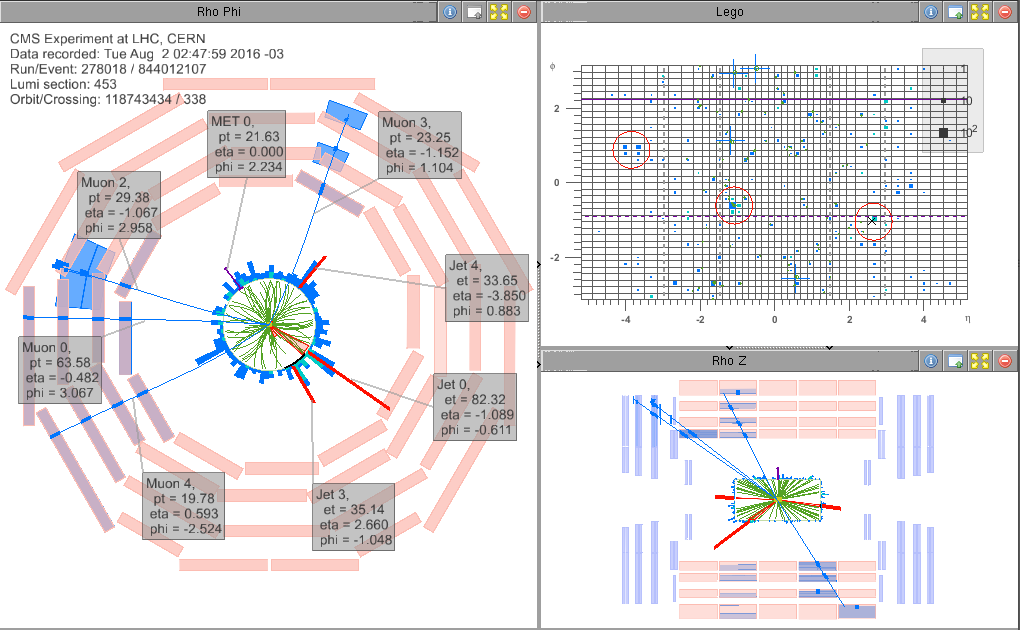 Rho Phi
CMS Experiment at LHC, CERN
Data recorded: Tue Aug 2 02:47:59 2016 -03
Run/Event: 278018 / 844012107
Lumi section: 453
Orbit/Crossing: 118743434 / 338
MET 0,
pt = 21.63
eta = 0.000
phi = 2.234
Muon 3,
pt = 23.25
eta = -1.152
phi = 1.104
Muon 2,
pt = 29.38
eta = -1.067
phi = 2.958
Jet 4,
et = 33.65
eta = -3.850
phi = 0.883
Muon 0,
pt = 63.58
eta = -0.482
phi = 3.067
Jet 0,
et = 82.32
eta = -1.089
phi = -0.611
Muon 4,
pt = 19.78
eta = 0.593
phi = -2.524
Jet 3,
et = 35.14
eta = 2.660
phi = -1.048
Lego
φ
1
10
10²
2
0
-2
-4 -2 0 2 4 η
Rho Z